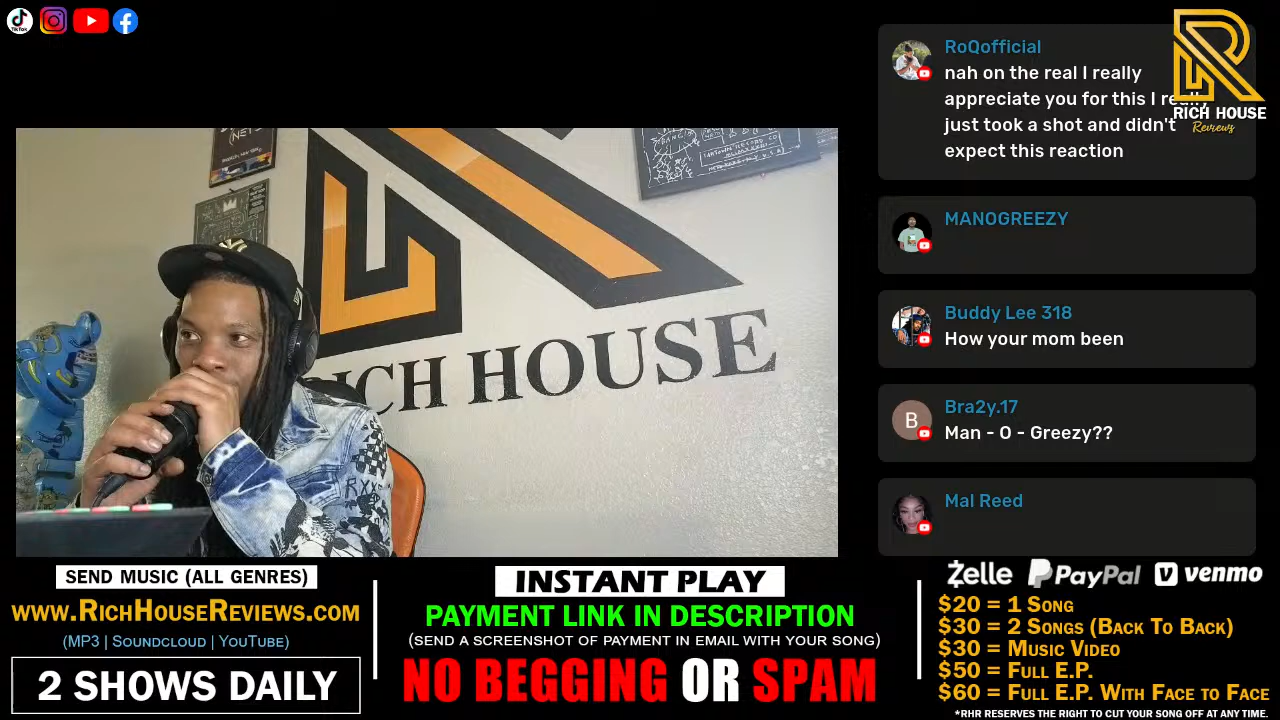 RoQofficial
nah on the real I really
appreciate you for this I really
just took a shot and didn't
expect this reaction
RICH HOUSE
Reviews
MANOGREEZY
Buddy Lee 318
How your mom been
B
Bra2y.17
Man - O - Greezy??
Mal Reed
NETS
RICH HOUSE
SEND MUSIC (ALL GENRES)
www.RichHouseReviews.com
(MP3 | Soundcloud | YouTube)
2 SHOWS DAILY
INSTANT PLAY
PAYMENT LINK IN DESCRIPTION
(SEND A SCREENSHOT OF PAYMENT IN EMAIL WITH YOUR SONG)
NO BEGGING OR SPAM
Zelle PayPal venmo
$20 = 1 Song
$30 = 2 Songs (Back To Back)
$30 = Music Video
$50 = Full E.P.
$60 = Full E.P. With Face to Face
*RHR RESERVES THE RIGHT TO CUT YOUR SONG OFF AT ANY TIME.